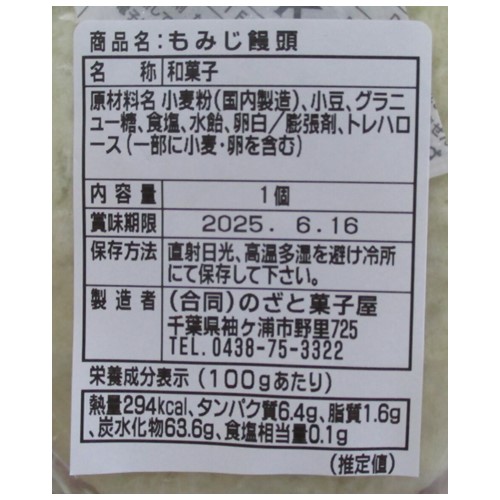 商品名:もみじ饅頭
名 称 和菓子
原材料名 小麦粉(国内製造)、小豆、グラニ
ュー糖、食塩、水飴、卵白/膨張剤、トレハロ
ース(一部に小麦・卵を含む)
内 容 量 1個
賞味期限 2025. 6.16
保存方法 直射日光、高温多湿を避け冷所
にて保存して下さい。
製 造 者 (合同)のざと菓子屋
千葉県袖ヶ浦市野里725
TEL.0438-75-3322
栄養成分表示(100gあたり)
熱量294kcal、タンパク質6.4g、脂質1.6g
、炭水化物63.6g、食塩相当量0.1g
(推定値)